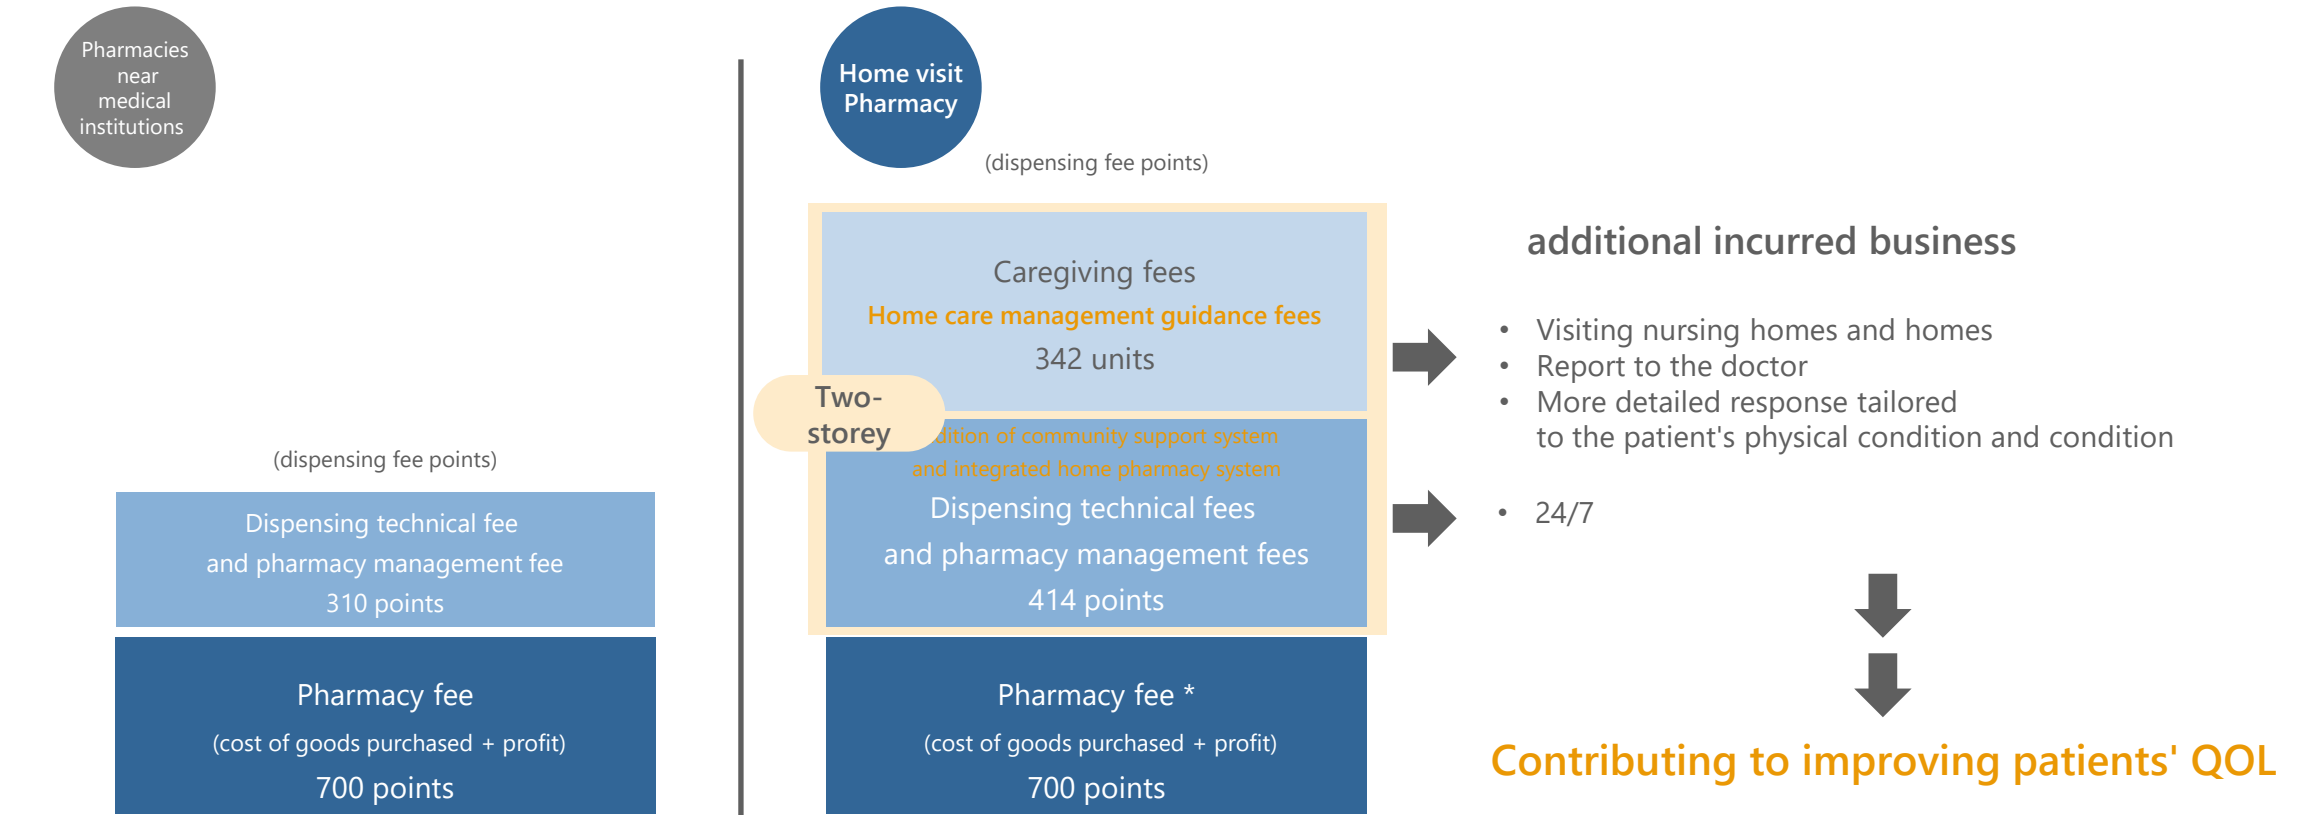 Pharmacies
near
medical
institutions
(dispensing fee points)
Dispensing technical fee
and pharmacy management fee
310 points
Pharmacy fee
(cost of goods purchased + profit)
700 points
Home visit
Pharmacy
(dispensing fee points)
Caregiving fees
Home care management guidance fees
342 units
Two-
storey
of community support system
and integrated home pharmacy system
Dispensing technical fees
and pharmacy management fees
414 points
Pharmacy fee *
(cost of goods purchased + profit)
700 points
additional incurred business
• Visiting nursing homes and homes
• Report to the doctor
• More detailed response tailored
to the patient's physical condition and condition
• 24/7
Contributing to improving patients' QOL